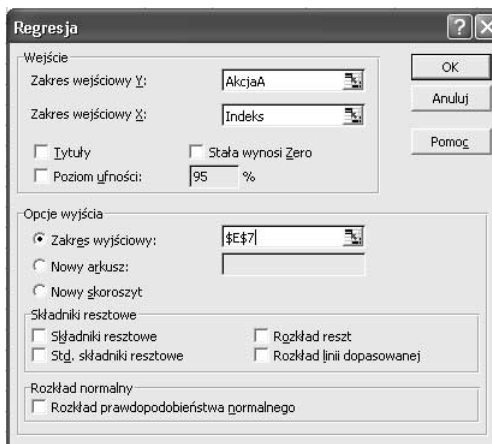 Regresja
Wejście
Zakres wejściowy Y: AkcjaA
Zakres wejściowy X: Indeks
Tytuły
Stała wynosi Zero
Poziom ufności: 95 %
OK
Anuluj
Pomoc
Opcje wyjścia
Zakres wyjściowy: $E$7
Nowy arkusz:
Nowy skoroszyt
Składniki resztowe
Składniki resztowe
Rozkład reszt
Std. składniki resztowe
Rozkład linii dopasowanej
Rozkład normalny
Rozkład prawdopodobieństwa normalnego